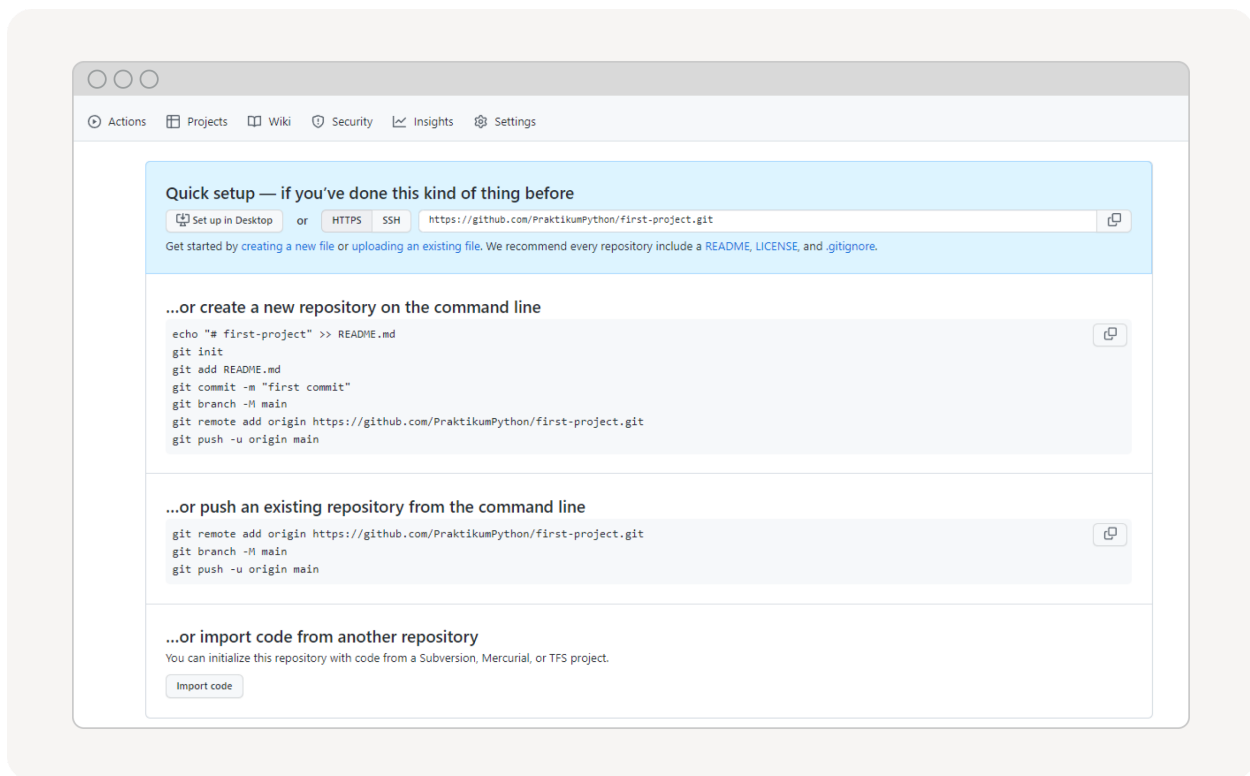 Actions Projects Wiki Security Insights Settings
Quick setup — if you’ve done this kind of thing before
Set up in Desktop or HTTPS SSH https://github.com/PraktikumPython/first-project.git
Get started by creating a new file or uploading an existing file. We recommend every repository include a README, LICENSE, and .gitignore.
...or create a new repository on the command line
echo "# first-project" >> README.md
git init
git add README.md
git commit -m "first commit"
git branch -M main
git remote add origin https://github.com/PraktikumPython/first-project.git
git push -u origin main
...or push an existing repository from the command line
git remote add origin https://github.com/PraktikumPython/first-project.git
git branch -M main
git push -u origin main
...or import code from another repository
You can initialize this repository with code from a Subversion, Mercurial, or TFS project.
Import code